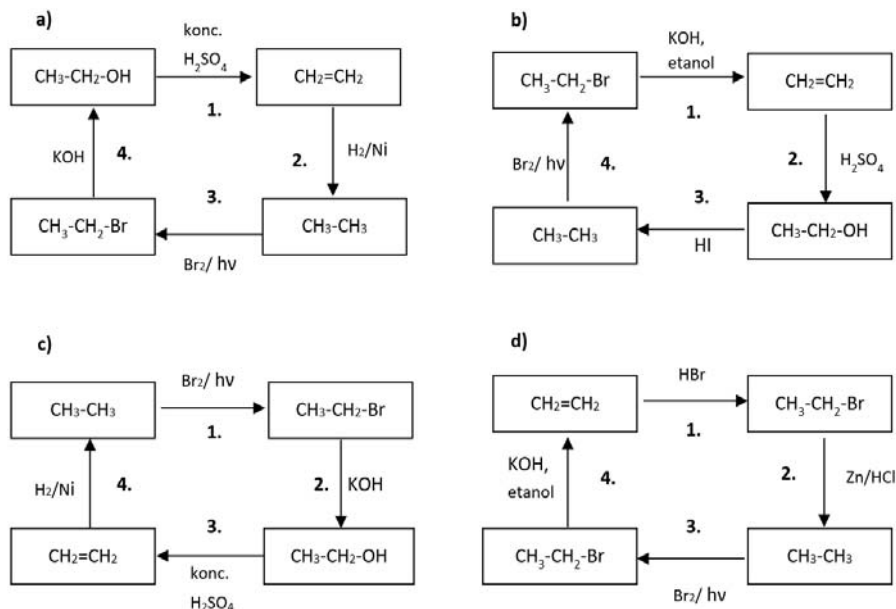 a)
konc.
H₂SO₄
CH₃-CH₂-OH
CH₂=CH₂
1.
KOH
4.
2.
H₂/Ni
3.
CH₃-CH₂-Br
CH₃-CH₃
Br₂/ hν
b)
KOH,
etanol
CH₃-CH₂-Br
CH₂=CH₂
1.
Br₂/ hν
4.
2.
H₂SO₄
3.
CH₃-CH₃
CH₃-CH₂-OH
HI
c)
Br₂/ hν
CH₃-CH₃
CH₃-CH₂-Br
1.
H₂/Ni
4.
2.
KOH
3.
CH₂=CH₂
CH₃-CH₂-OH
konc.
H₂SO₄
d)
HBr
CH₂=CH₂
CH₃-CH₂-Br
1.
KOH,
etanol
4.
2.
Zn/HCl
3.
CH₃-CH₂-Br
CH₃-CH₃
Br₂/ hν